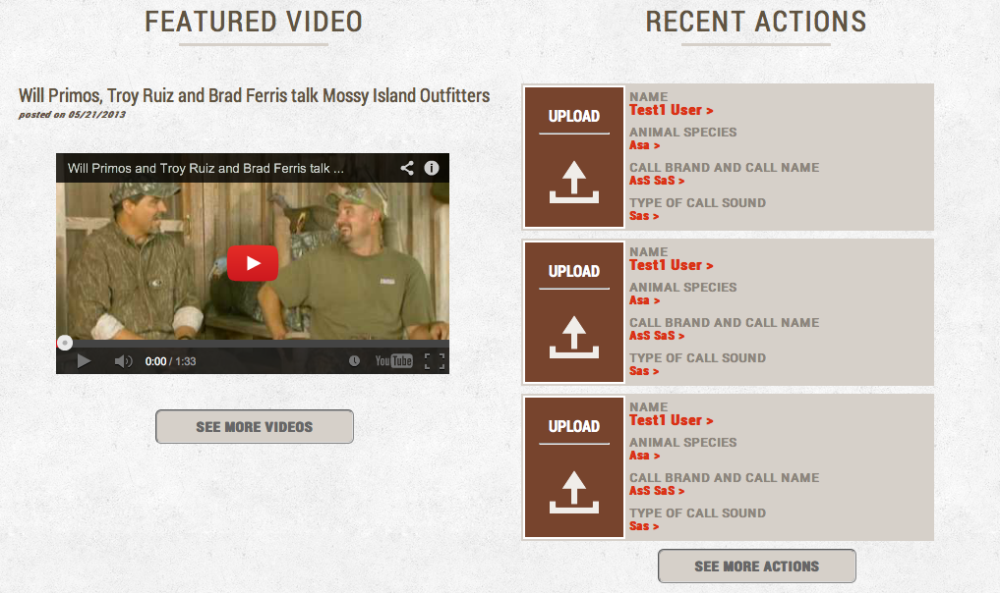 FEATURED VIDEO
Will Primos, Troy Ruiz and Brad Ferris talk Mossy Island Outfitters
posted on 05/21/2013
Will Primos and Troy Ruiz and Brad Ferris talk ...
0:00 / 1:33
YouTube
SEE MORE VIDEOS
RECENT ACTIONS
UPLOAD
NAME
Test1 User >
ANIMAL SPECIES
Asa >
CALL BRAND AND CALL NAME
AsS SaS >
TYPE OF CALL SOUND
Sas >
UPLOAD
NAME
Test1 User >
ANIMAL SPECIES
Asa >
CALL BRAND AND CALL NAME
AsS SaS >
TYPE OF CALL SOUND
Sas >
UPLOAD
NAME
Test1 User >
ANIMAL SPECIES
Asa >
CALL BRAND AND CALL NAME
AsS SaS >
TYPE OF CALL SOUND
Sas >
SEE MORE ACTIONS